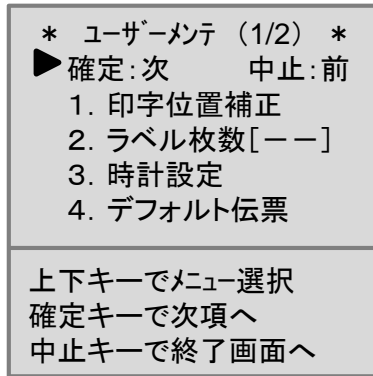 * ユーザーメンテ (1/2) *
▶確定:次 中止:前
1. 印字位置補正
2. ラベル枚数[ーー]
3. 時計設定
4. デフォルト伝票
上下キーでメニュー選択
確定キーで次項へ
中止キーで終了画面へ